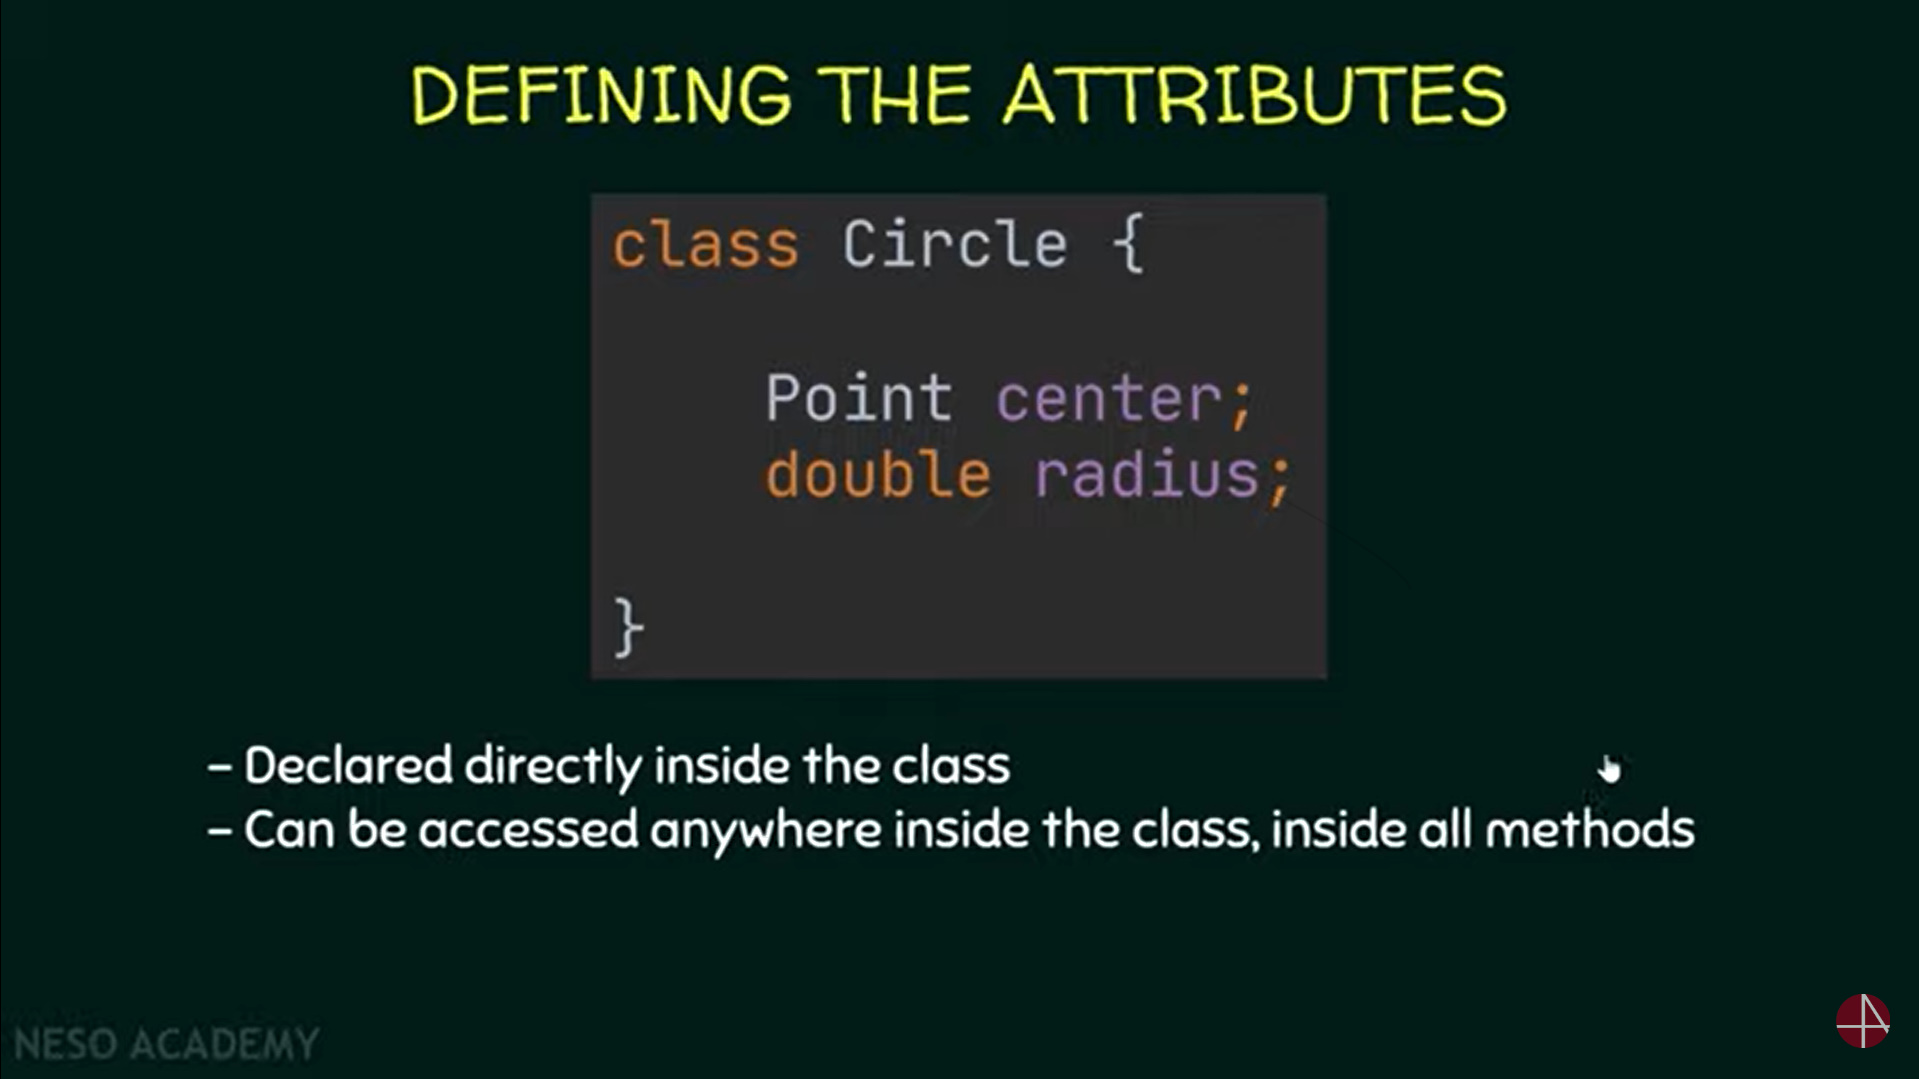 DEFINING THE ATTRIBUTES
class Circle {
Point center;
double radius;
}
– Declared directly inside the class
– Can be accessed anywhere inside the class, inside all methods
NESO ACADEMY